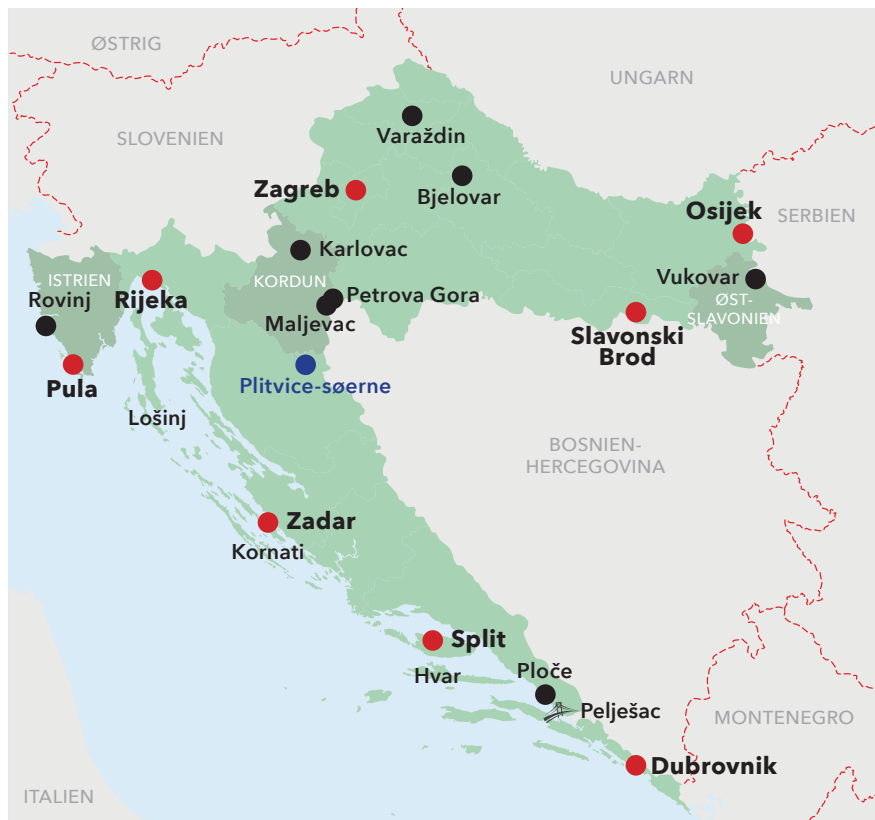 ØSTRIG
UNGARN
SLOVENIEN
Varaždin
Zagreb
Bjelovar
Osijek
SERBIEN
Karlovac
Vukovar
ISTRIEN
KORDUN
Rovinj
Rijeka
Petrova Gora
ØST-
SLAVONIEN
Maljevac
Slavonski
Brod
Pula
Plitvice-søerne
Lošinj
BOSNIEN-
HERCEGOVINA
Zadar
Kornati
Split
Hvar
Ploče
Pelješac
MONTENEGRO
Dubrovnik
ITALIEN